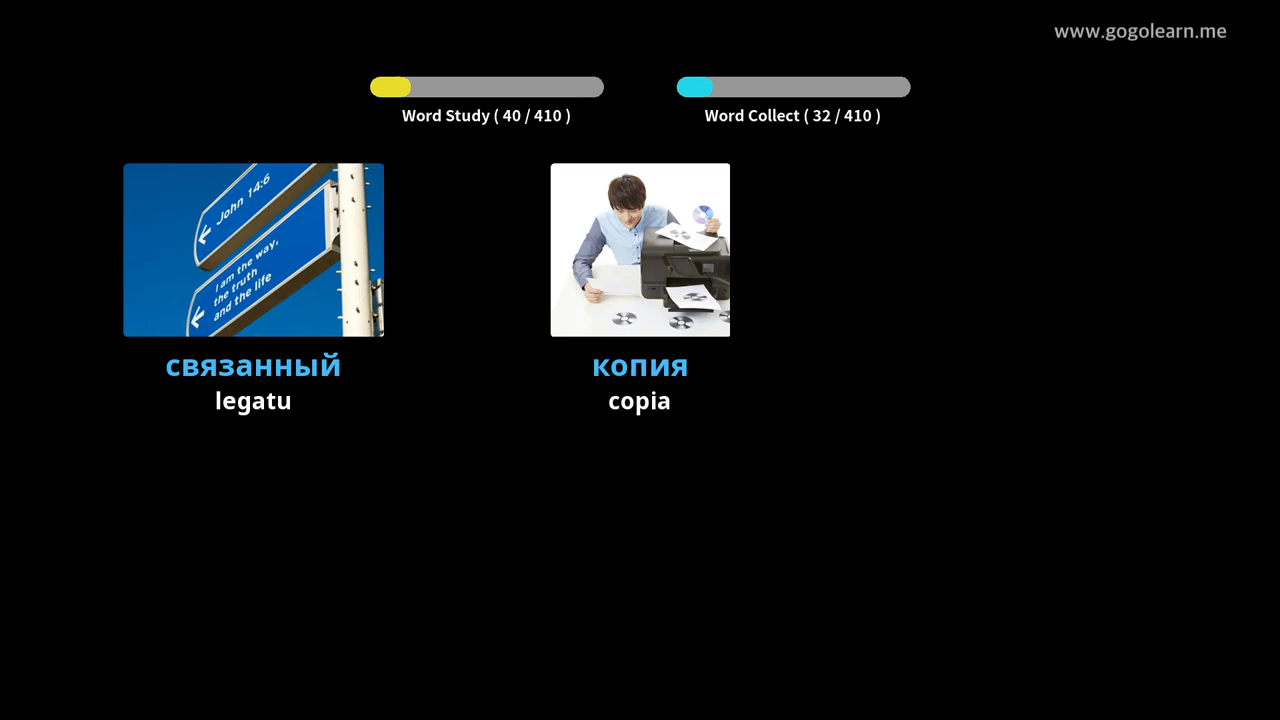 www.gogolearn.me
Word Study ( 40 / 410 )
Word Collect ( 32 / 410 )
John 14:6
I am the way,
the truth
and the life
связанный
legatu
копия
copia